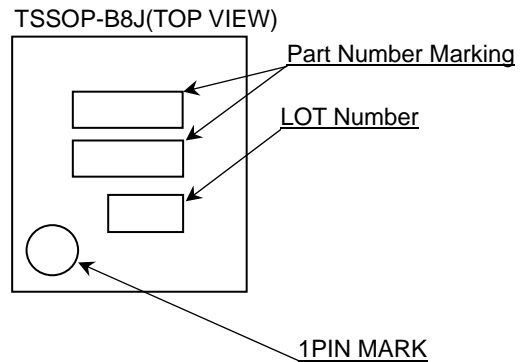 TSSOP-B8J(TOP VIEW)
Part Number Marking
LOT Number
1PIN MARK